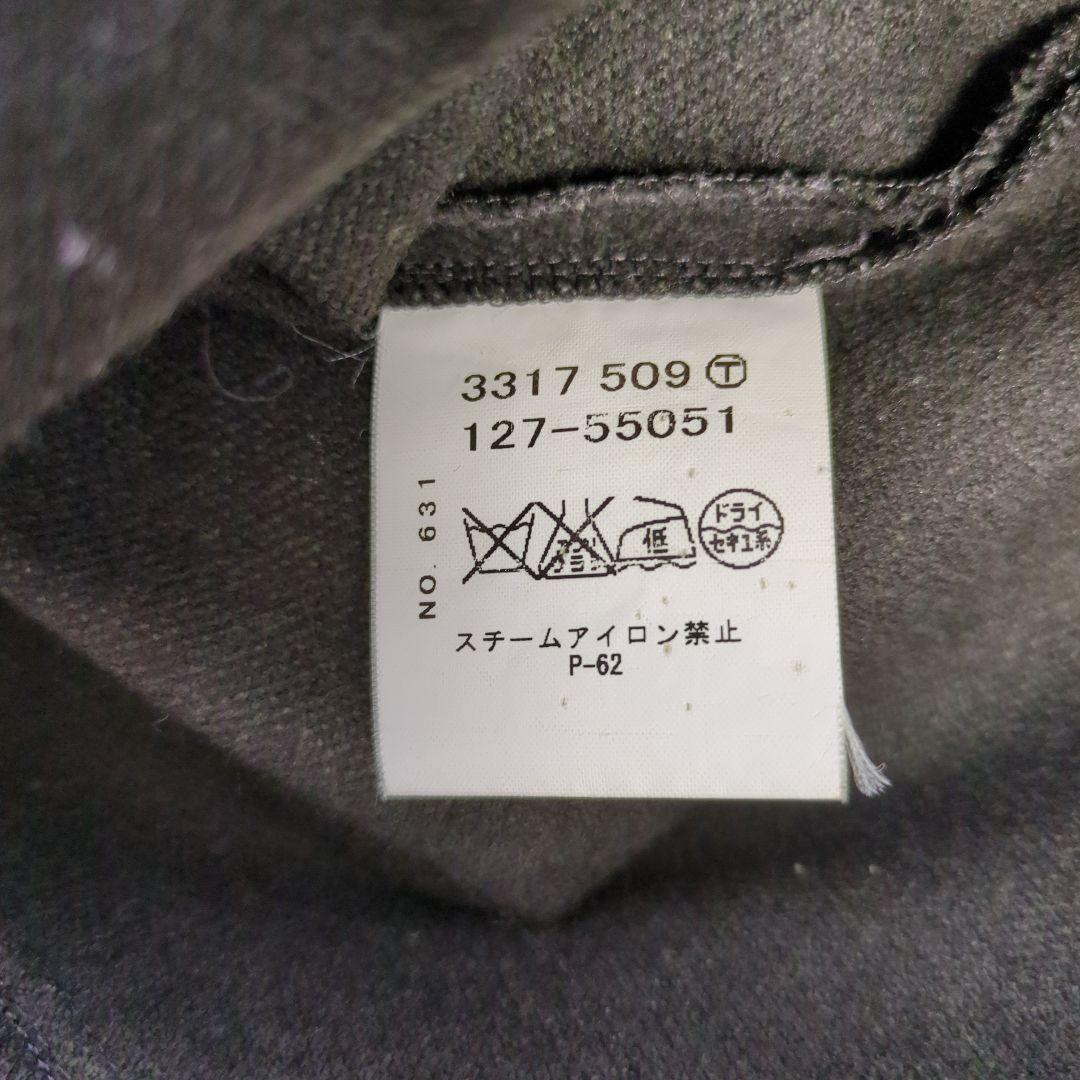 3317 509 Ⓣ
127-55051
NO. 631
低
ドライ
セキユ系
スチームアイロン禁止
P-62